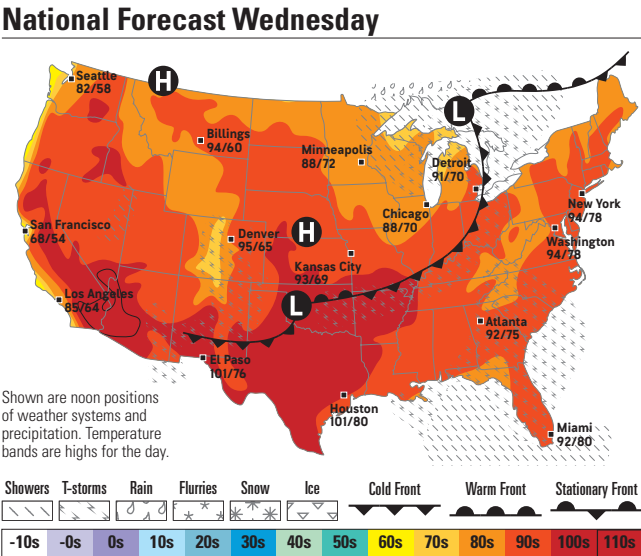 National Forecast Wednesday
H
Seattle
82/58
L
Billings
94/60
Minneapolis
88/72
Detroit
91/70
New York
94/78
Chicago
88/70
San Francisco
68/54
Denver
95/65
H
Washington
94/78
Kansas City
93/69
Los Angeles
85/64
L
Atlanta
92/75
El Paso
101/76
Shown are noon positions
of weather systems and
precipitation. Temperature
bands are highs for the day.
Houston
101/80
Miami
92/80
Showers T-storms Rain Flurries Snow Ice Cold Front Warm Front Stationary Front
-10s -0s 0s 10s 20s 30s 40s 50s 60s 70s 80s 90s 100s 110s